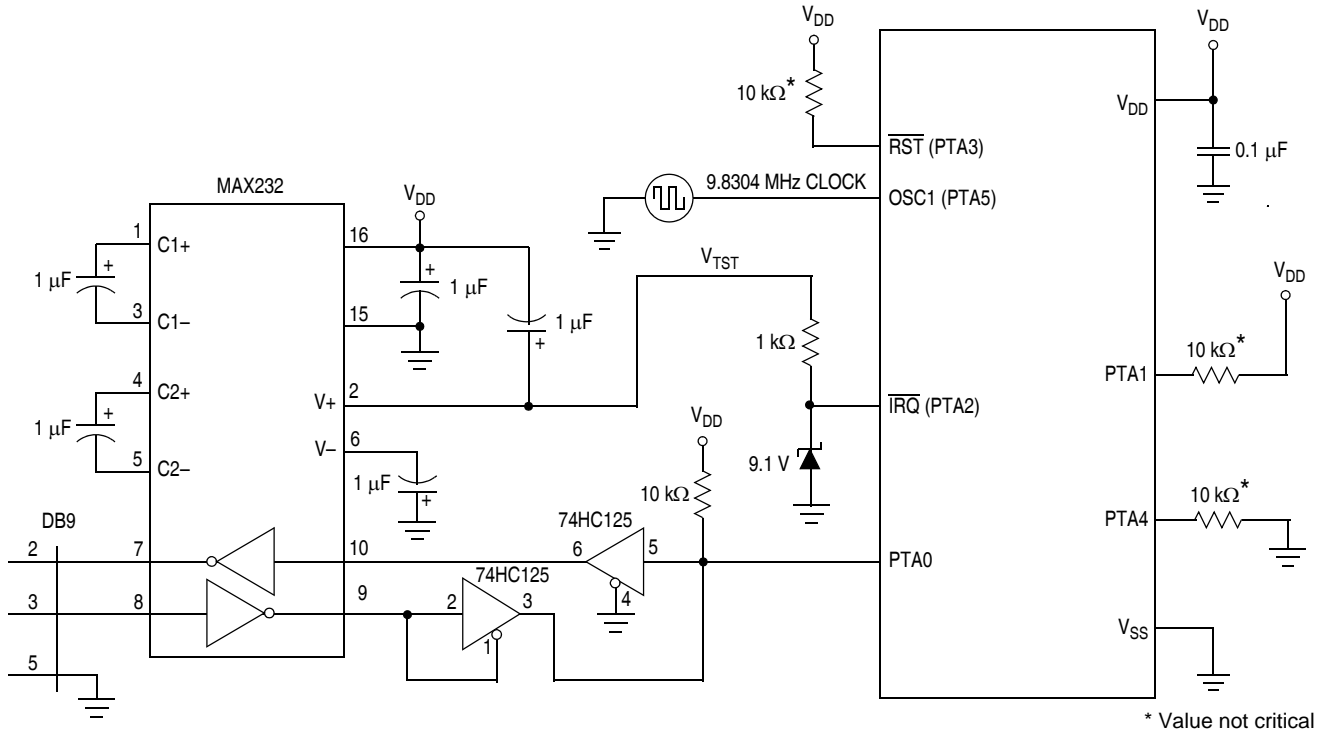 V_DD
V_DD
10 kΩ*
V_DD
RST (PTA3)
0.1 μF
9.8304 MHz CLOCK
OSC1 (PTA5)
MAX232
V_DD
1
C1+
16
+
1 μF
+
1 μF
3
C1–
15
1 μF
+
V_TST
1 kΩ
V_DD
10 kΩ*
PTA1
4
C2+
V+
2
IRQ (PTA2)
+
1 μF
5
C2–
V–
6
1 μF
+
V_DD
10 kΩ
9.1 V
10 kΩ*
PTA4
DB9
74HC125
2
7
10
6
5
4
PTA0
74HC125
3
8
9
2
3
1
V_SS
5
* Value not critical